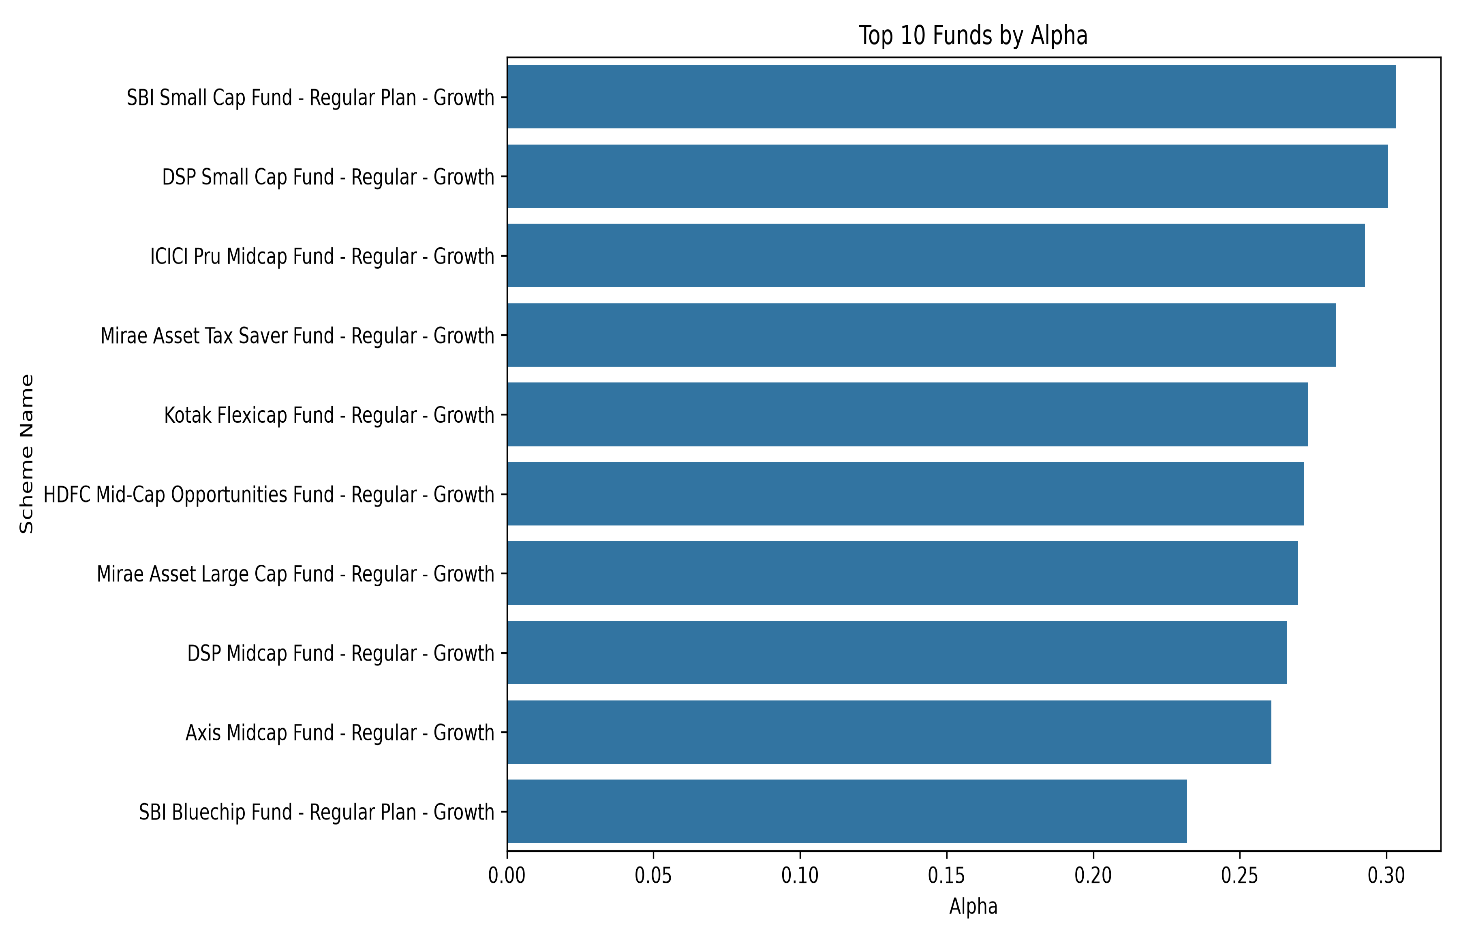 Top 10 Funds by Alpha
Scheme Name
SBI Small Cap Fund - Regular Plan - Growth
DSP Small Cap Fund - Regular - Growth
ICICI Pru Midcap Fund - Regular - Growth
Mirae Asset Tax Saver Fund - Regular - Growth
Kotak Flexicap Fund - Regular - Growth
HDFC Mid-Cap Opportunities Fund - Regular - Growth
Mirae Asset Large Cap Fund - Regular - Growth
DSP Midcap Fund - Regular - Growth
Axis Midcap Fund - Regular - Growth
SBI Bluechip Fund - Regular Plan - Growth
0.00 0.05 0.10 0.15 0.20 0.25 0.30
Alpha